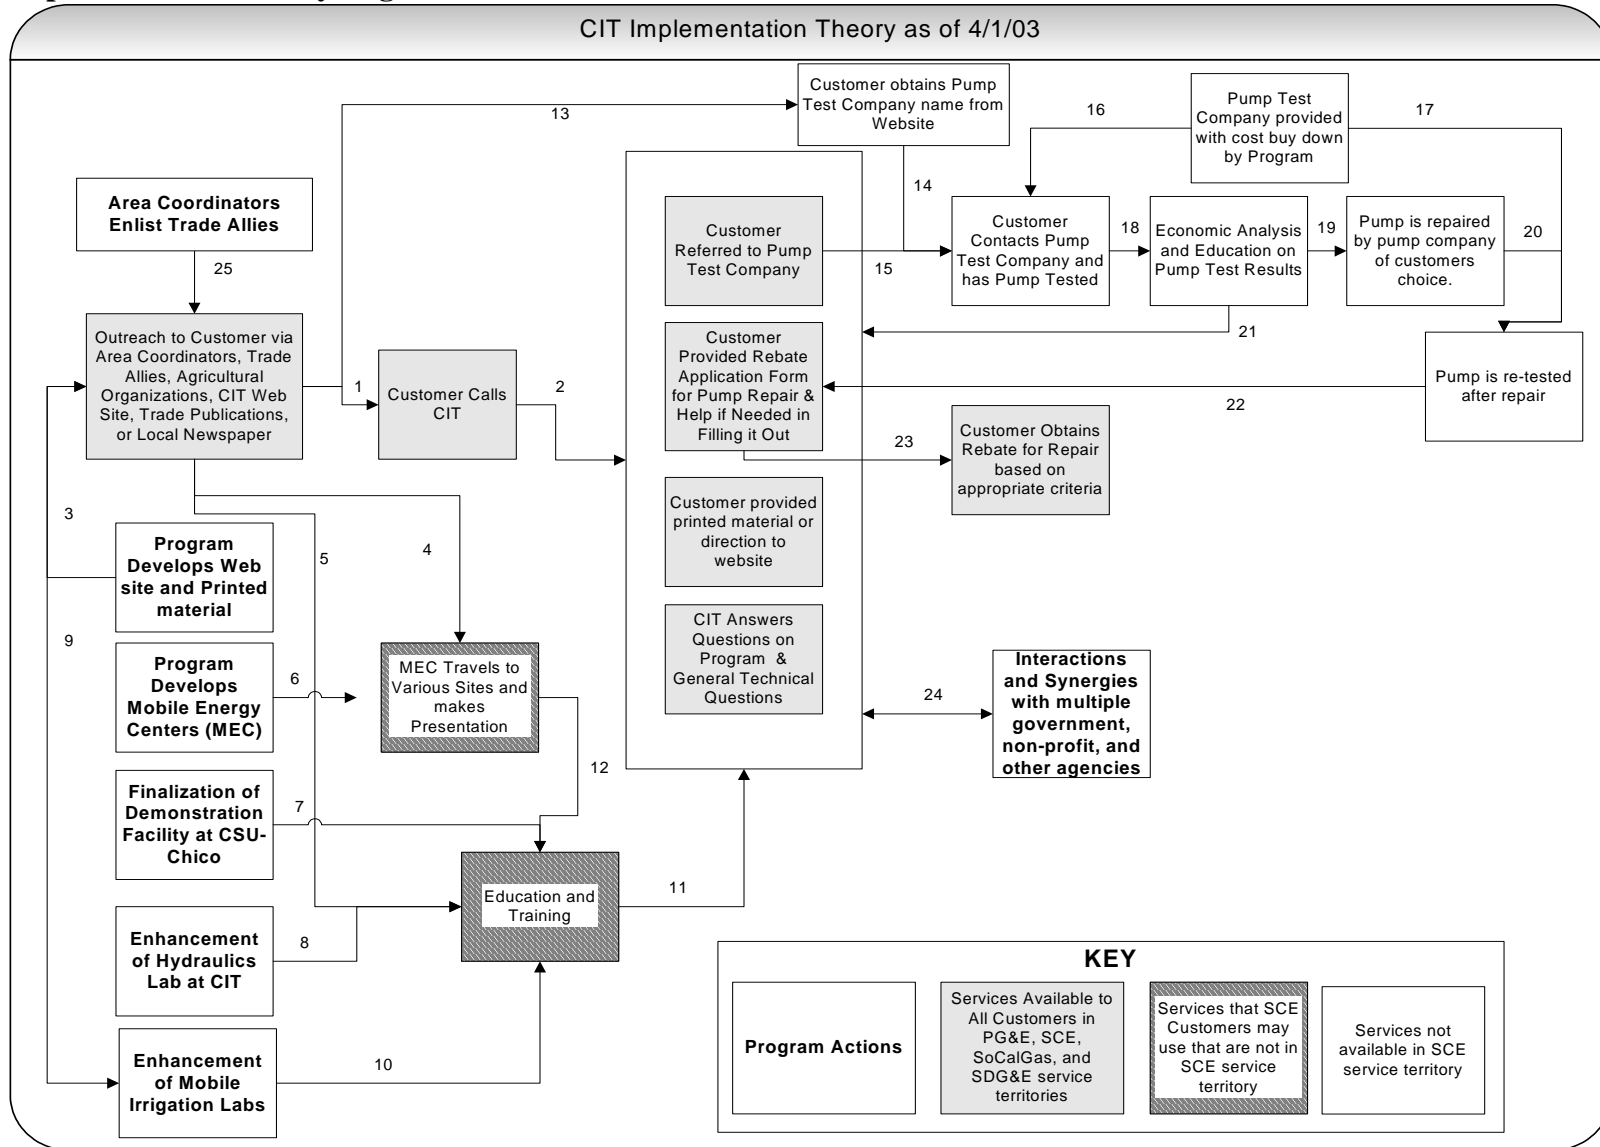 CIT Implementation Theory as of 4/1/03
Customer obtains Pump
Test Company name from
Website
Pump Test
Company provided
with cost buy down
by Program
13
16
17
Area Coordinators
Enlist Trade Allies
25
14
Customer
Referred to Pump
Test Company
15
Customer
Contacts Pump
Test Company and
has Pump Tested
18
Economic Analysis
and Education on
Pump Test Results
19
Pump is repaired
by pump company
of customers
choice.
20
21
Outreach to Customer via
Area Coordinators, Trade
Allies, Agricultural
Organizations, CIT Web
Site, Trade Publications,
or Local Newspaper
1
Customer Calls
CIT
2
Customer
Provided Rebate
Application Form
for Pump Repair &
Help if Needed in
Filling it Out
Pump is re-tested
after repair
22
23
Customer Obtains
Rebate for Repair
based on
appropriate criteria
3
Program
Develops Web
site and Printed
material
5
4
Customer provided
printed material or
direction to
website
9
Program
Develops
Mobile Energy
Centers (MEC)
6
MEC Travels to
Various Sites and
makes
Presentation
CIT Answers
Questions on
Program &
General Technical
Questions
24
Interactions
and Synergies
with multiple
government,
non-profit, and
other agencies
12
Finalization of
Demonstration
Facility at CSU-
Chico
7
Education and
Training
11
Enhancement
of Hydraulics
Lab at CIT
8
Enhancement
of Mobile
Irrigation Labs
10
KEY
Program Actions
Services Available to
All Customers in
PG&E, SCE,
SoCalGas, and
SDG&E service
territories
Services that SCE
Customers may
use that are not in
SCE service
territory
Services not
available in SCE
service territory